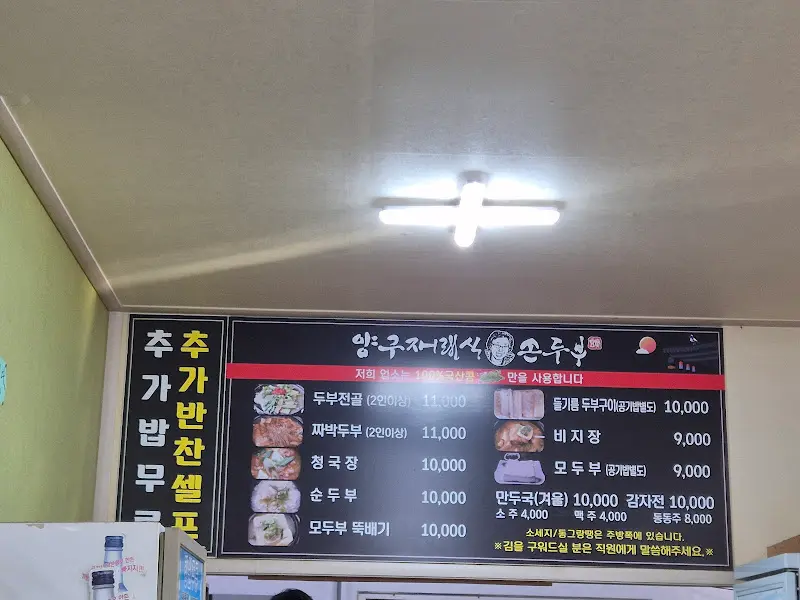 추가반찬셀프
추가밥무료
양구재래식 손두부
저희 업소는 100%국산콩 만을 사용합니다
두부전골 (2인이상) 11,000
짜박두부 (2인이상) 11,000
청국장 10,000
순두부 10,000
모두부 뚝배기 10,000
들기름 두부구이(공기밥별도) 10,000
비지장 9,000
모두부 (공기밥별도) 9,000
만두국(겨울) 10,000 감자전 10,000
소주 4,000 맥주 4,000 동동주 8,000
소세지/동그랑땡은 주방쪽에 있습니다.
※김을 구워드실 분은 직원에게 말씀해주세요.※